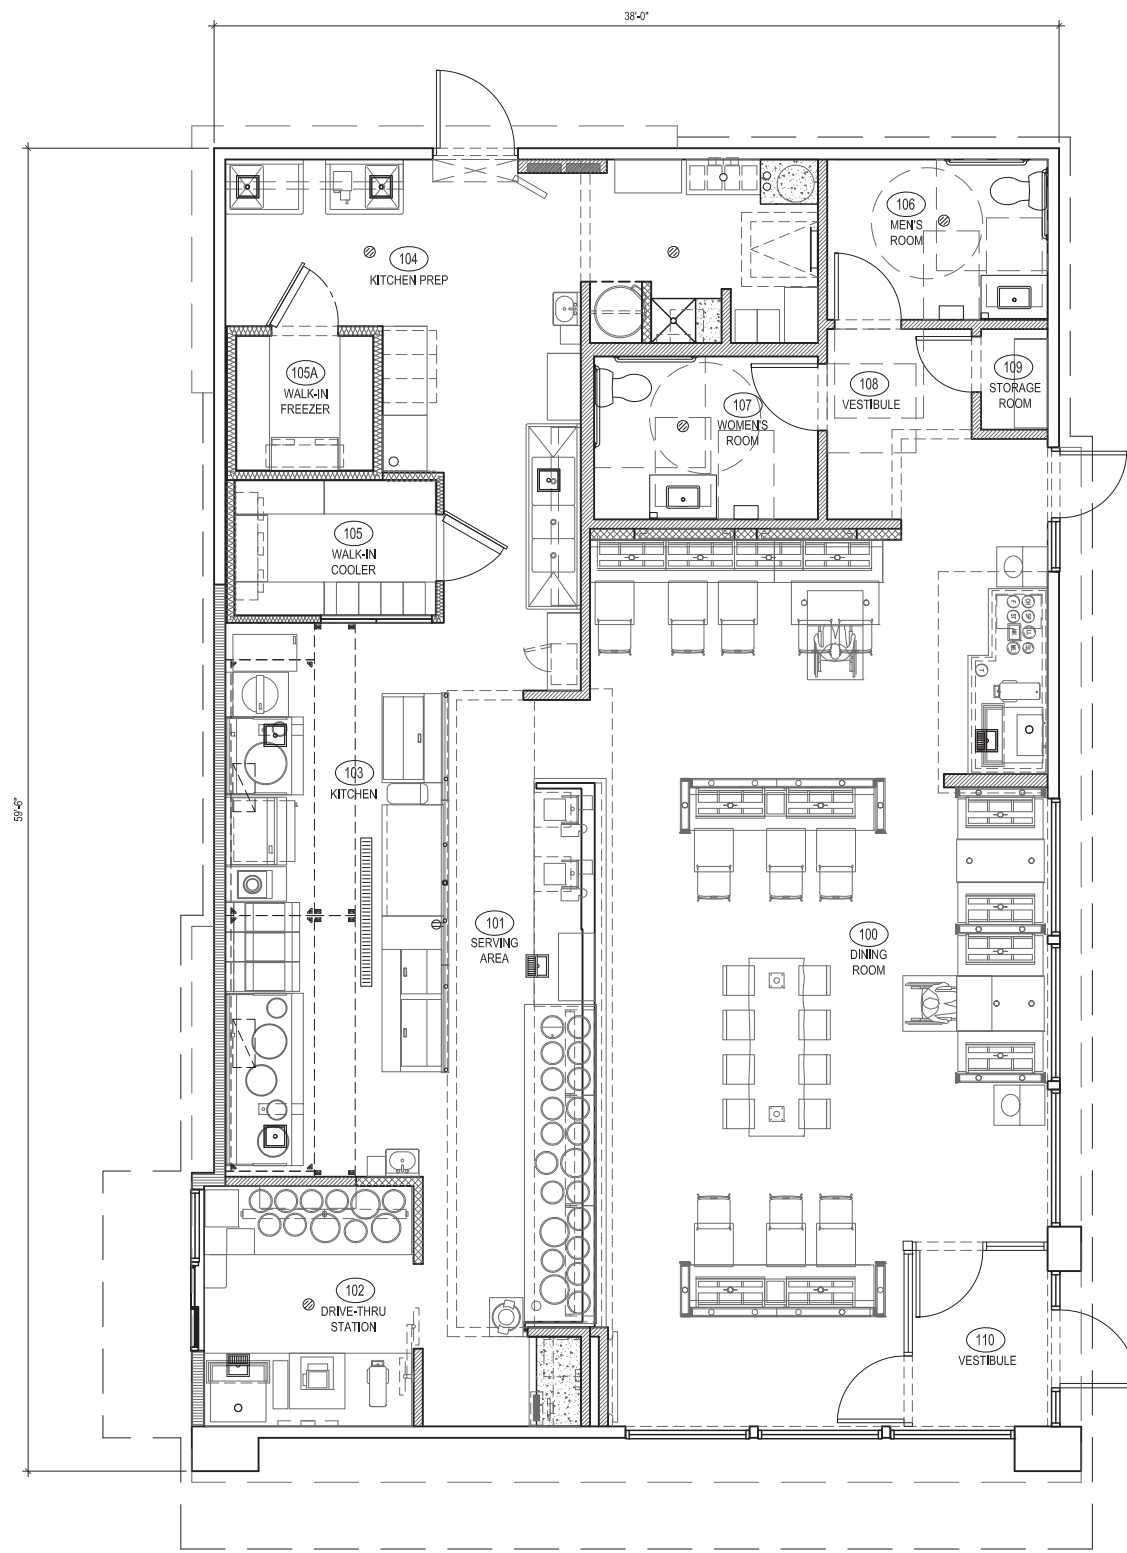 38'-0"
106
MEN'S
ROOM
104
KITCHEN PREP
105A
WALK-IN
FREEZER
109
STORAGE
ROOM
108
VESTIBULE
107
WOMEN'S
ROOM
105
WALK-IN
COOLER
103
KITCHEN
59'-6"
101
SERVING
AREA
100
DINING
ROOM
102
DRIVE-THRU
STATION
110
VESTIBULE